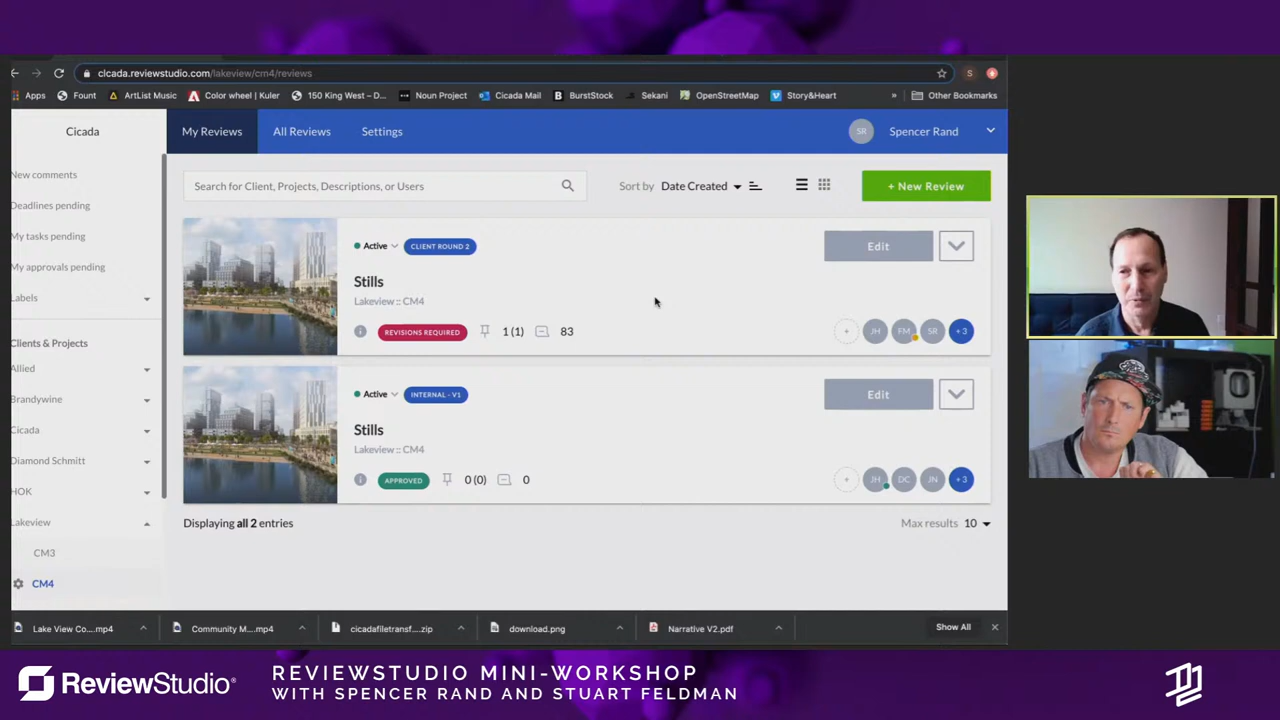 clcada.reviewstudio.com/lakeview/cm4/reviews
Apps Fount ArtList Music Color wheel | Kuler 150 King West – D... Noun Project Cicada Mail BurstStock Sekani OpenStreetMap Story&Heart » Other Bookmarks
Cicada My Reviews All Reviews Settings SR Spencer Rand
New comments
Deadlines pending
My tasks pending
My approvals pending
Labels
Clients & Projects
Allied
Brandywine
Cicada
Diamond Schmitt
HOK
Lakeview
CM3
CM4
Search for Client, Projects, Descriptions, or Users Sort by Date Created + New Review
Active CLIENT ROUND 2 Edit
Stills
Lakeview :: CM4
REVISIONS REQUIRED 1 (1) 83 + JH FM SR +3
Active INTERNAL - V1 Edit
Stills
Lakeview :: CM4
APPROVED 0 (0) 0 + JH DC JN +3
Displaying all 2 entries Max results 10
Lake View Co....mp4 Community M....mp4 cicadafiletransf....zip download.png Narrative V2.pdf Show All
ReviewStudio®
REVIEWSTUDIO MINI-WORKSHOP
WITH SPENCER RAND AND STUART FELDMAN